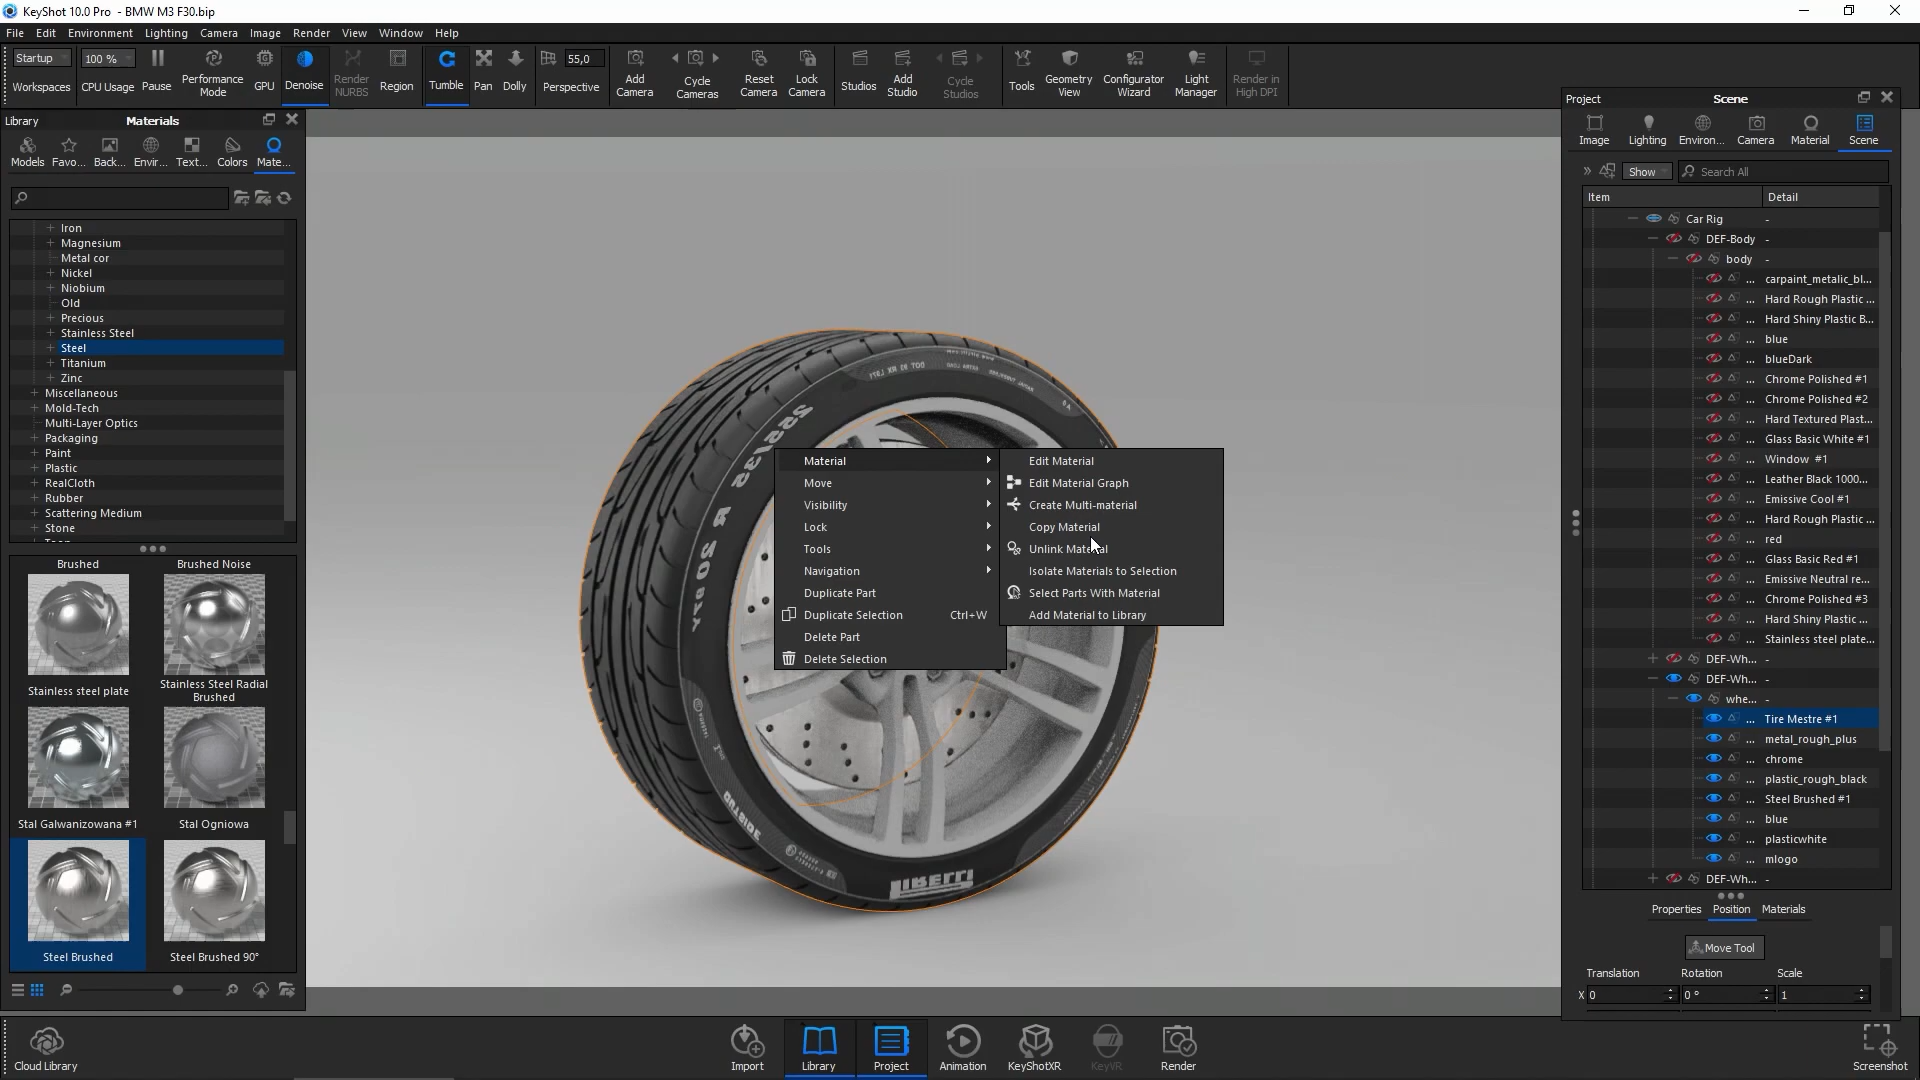 KeyShot 10.0 Pro - BMW M3 F30.bip
File Edit Environment Lighting Camera Image Render View Window Help
Startup
Workspaces
100 %
CPU Usage
Pause
Performance
Mode
GPU
Denoise
Render
NURBS
Region
Tumble
Pan
Dolly
55,0
Perspective
Add
Camera
Cycle
Cameras
Reset
Camera
Lock
Camera
Studios
Add
Studio
Cycle
Studios
Tools
Geometry
View
Configurator
Wizard
Light
Manager
Render in
High DPI
Library
Materials
Models
Favo...
Back...
Envir...
Text...
Colors
Mate...
Iron
Magnesium
Metal cor
Nickel
Niobium
Old
Precious
Stainless Steel
Steel
Titanium
Zinc
Miscellaneous
Mold-Tech
Multi-Layer Optics
Packaging
Paint
Plastic
RealCloth
Rubber
Scattering Medium
Stone
Brushed
Brushed Noise
Stainless steel plate
Stainless Steel Radial
Brushed
Stal Galwanizowana #1
Stal Ogniowa
Steel Brushed
Steel Brushed 90°
Material
Move
Visibility
Lock
Tools
Navigation
Duplicate Part
Duplicate Selection Ctrl+W
Delete Part
Delete Selection
Edit Material
Edit Material Graph
Create Multi-material
Copy Material
Unlink Material
Isolate Materials to Selection
Select Parts With Material
Add Material to Library
PIRELLI
Project
Scene
Image
Lighting
Environ...
Camera
Material
Scene
Show
Search All
Item
Detail
Car Rig -
DEF-Body -
body -
... carpaint_metalic_bl...
... Hard Rough Plastic ...
... Hard Shiny Plastic B...
... blue
... blueDark
... Chrome Polished #1
... Chrome Polished #2
... Hard Textured Plast...
... Glass Basic White #1
... Window #1
... Leather Black 1000...
... Emissive Cool #1
... Hard Rough Plastic ...
... red
... Glass Basic Red #1
... Emissive Neutral re...
... Chrome Polished #3
... Hard Shiny Plastic ...
... Stainless steel plate...
DEF-Wh... -
DEF-Wh... -
whe... -
... Tire Mestre #1
... metal_rough_plus
... chrome
... plastic_rough_black
... Steel Brushed #1
... blue
... plasticwhite
... mlogo
DEF-Wh... -
Properties Position Materials
Move Tool
Translation Rotation Scale
X 0 0 ° 1
Cloud Library
Import
Library
Project
Animation
KeyShotXR
KeyVR
Render
Screenshot